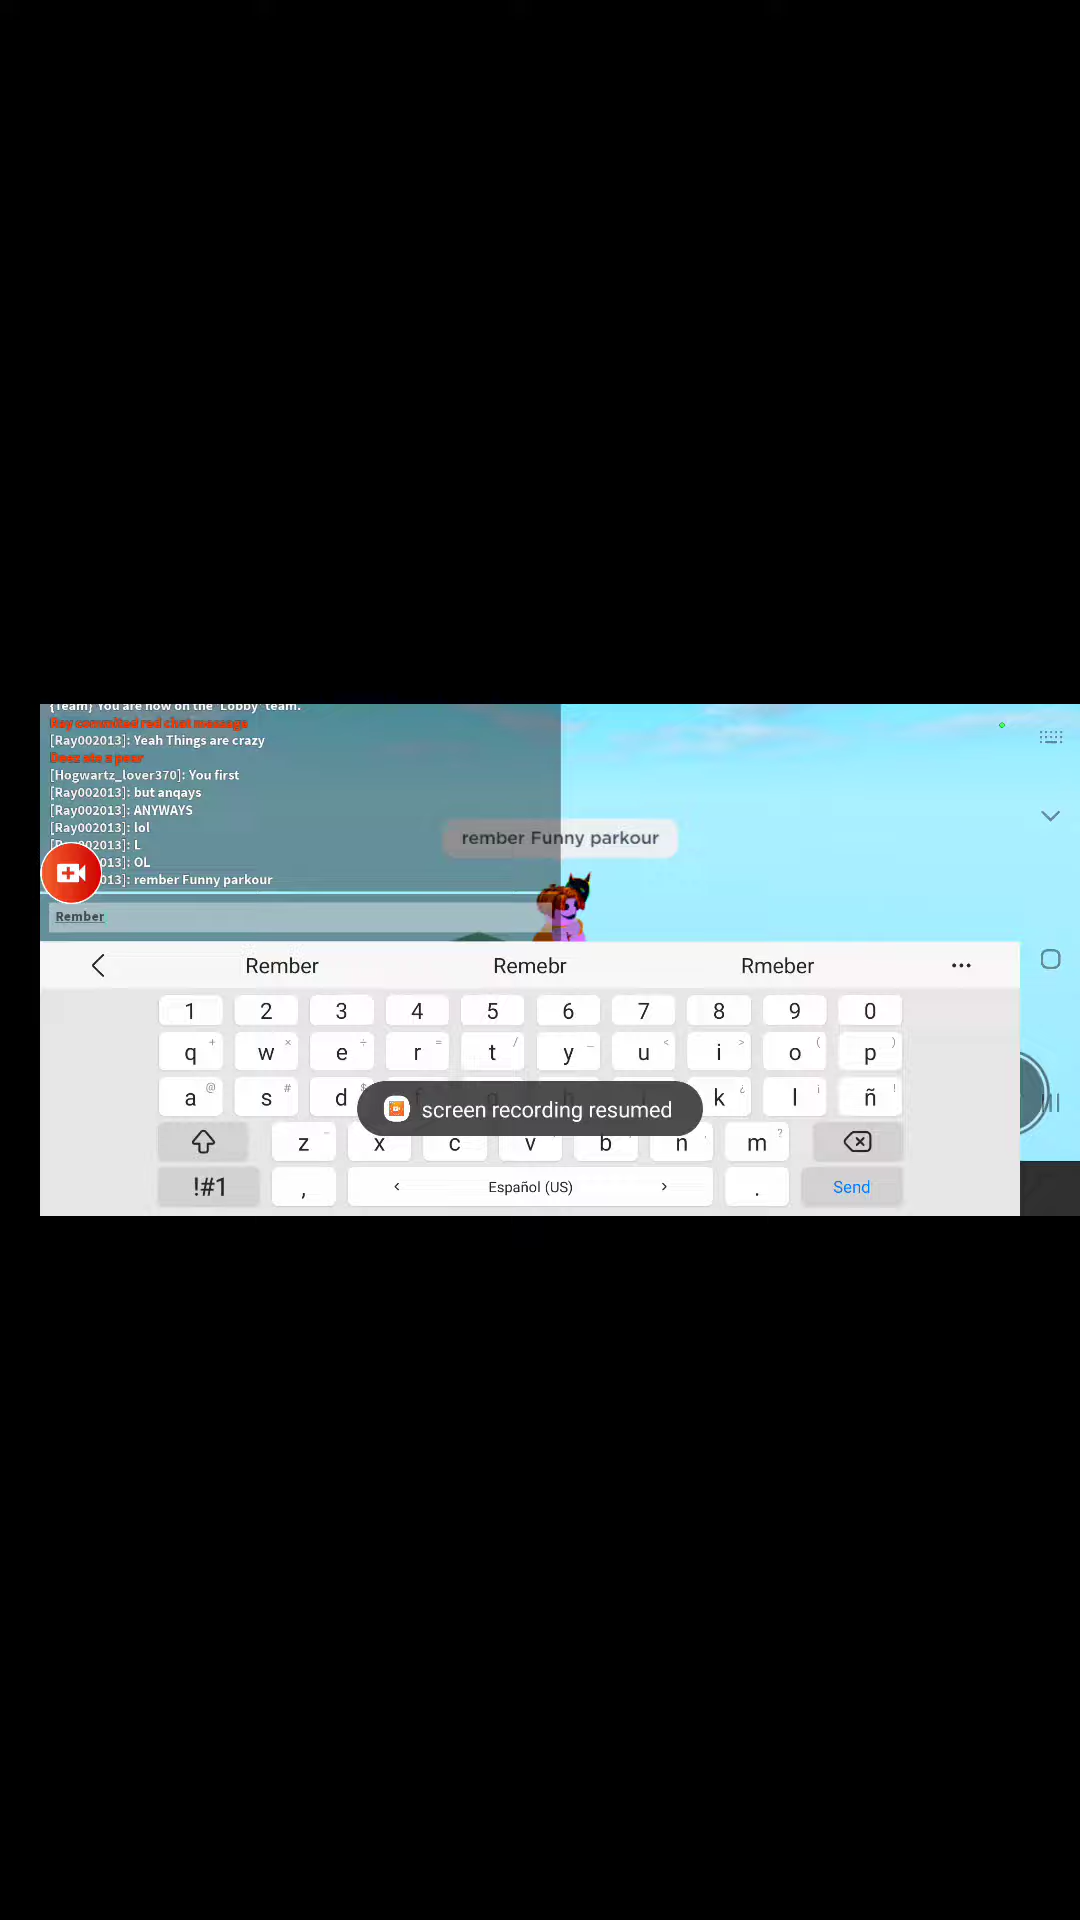 {Team} You are now on the 'Lobby' team.
Ray commited red chat message
[Ray002013]: Yeah Things are crazy
Deez ate a pear
[Hogwartz_lover370]: You first
[Ray002013]: but anqays
[Ray002013]: ANYWAYS
[Ray002013]: lol
013]: L
013]: OL
013]: rember Funny parkour
rember Funny parkour
Rember
Rember Remebr Rmeber ...
1 2 3 4 5 6 7 8 9 0
q w e r t y u i o p
a s d k l ñ
screen recording resumed
z x c v b n m
!#1 , < Español (US) > . Send